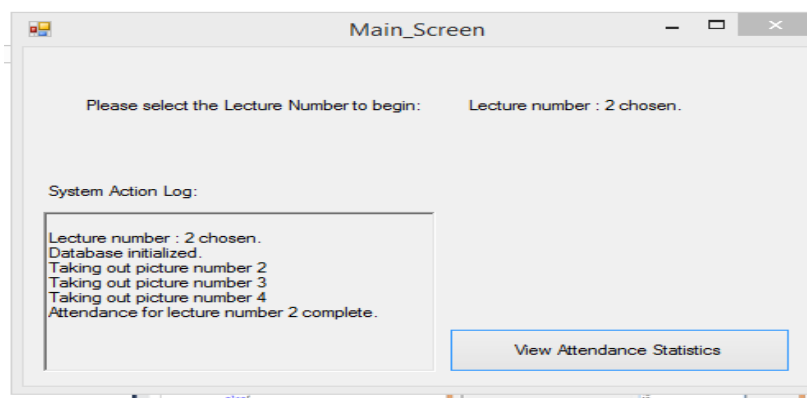 Main_Screen
Please select the Lecture Number to begin: Lecture number : 2 chosen.
System Action Log:
Lecture number : 2 chosen.
Database initialized.
Taking out picture number 2
Taking out picture number 3
Taking out picture number 4
Attendance for lecture number 2 complete.
View Attendance Statistics